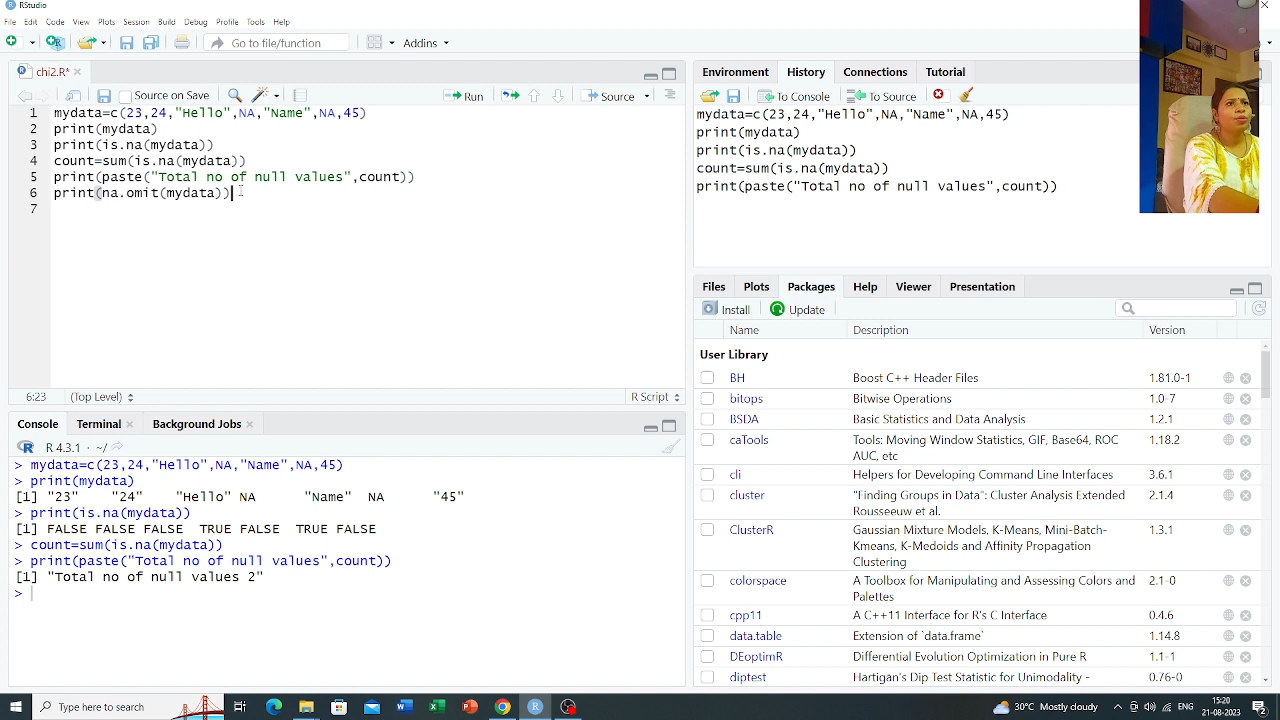 RStudio
File Edit Code View Plots Session Build Debug Profile Tools Help
Go to file/function
Addins
chi2.R*
Source on Save
Run
Source
1 mydata=c(23,24,"Hello",NA,"Name",NA,45)
2 print(mydata)
3 print(is.na(mydata))
4 count=sum(is.na(mydata))
5 print(paste("Total no of null values",count))
6 print(na.omit(mydata))
7
6:23 (Top Level) R Script
Console Terminal Background Jobs
R 4.3.1 · ~/
> mydata=c(23,24,"Hello",NA,"Name",NA,45)
> print(mydata)
[1] "23" "24" "Hello" NA "Name" NA "45"
> print(is.na(mydata))
[1] FALSE FALSE FALSE TRUE FALSE TRUE FALSE
> count=sum(is.na(mydata))
> print(paste("Total no of null values",count))
[1] "Total no of null values 2"
>
Environment History Connections Tutorial
To Console To Source
mydata=c(23,24,"Hello",NA,"Name",NA,45)
print(mydata)
print(is.na(mydata))
count=sum(is.na(mydata))
print(paste("Total no of null values",count))
Files Plots Packages Help Viewer Presentation
Install Update
Name Description Version
User Library
BH Boost C++ Header Files 1.81.0-1
bitops Bitwise Operations 1.0-7
BSDA Basic Statistics and Data Analysis 1.2.1
caTools Tools: Moving Window Statistics, GIF, Base64, ROC 1.18.2
AUC, etc
cli Helpers for Developing Command Line Interfaces 3.6.1
cluster "Finding Groups in Data": Cluster Analysis Extended 2.1.4
Rousseeuw et al.
ClusterR Gaussian Mixture Models, K-Means, Mini-Batch- 1.3.1
Kmeans, K-Medoids and Affinity Propagation
Clustering
colorspace A Toolbox for Manipulating and Assessing Colors and 2.1-0
Palettes
cpp11 A C++11 Interface for R's C Interface 0.4.6
data.table Extension of `data.frame` 1.14.8
DEoptimR Differential Evolution Optimization in Pure R 1.1-1
diptest Hartigan's Dip Test Statistic for Unimodality - 0.76-0
Type here to search
30°C Mostly cloudy
ENG
15:20
21-08-2023